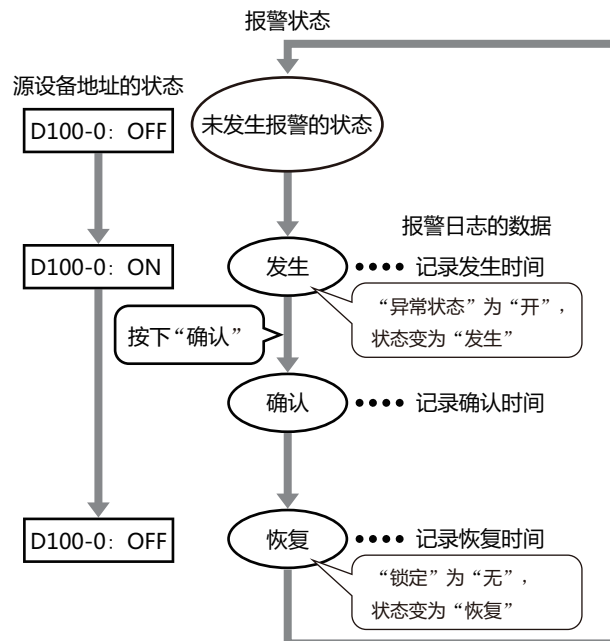 报警状态
源设备地址的状态
D100-0：OFF
未发生报警的状态
报警日志的数据
D100-0：ON
发生
•••• 记录发生时间
“异常状态”为“开”，
状态变为“发生”
按下“确认”
确认
•••• 记录确认时间
D100-0：OFF
恢复
•••• 记录恢复时间
“锁定”为“无”，
状态变为“恢复”